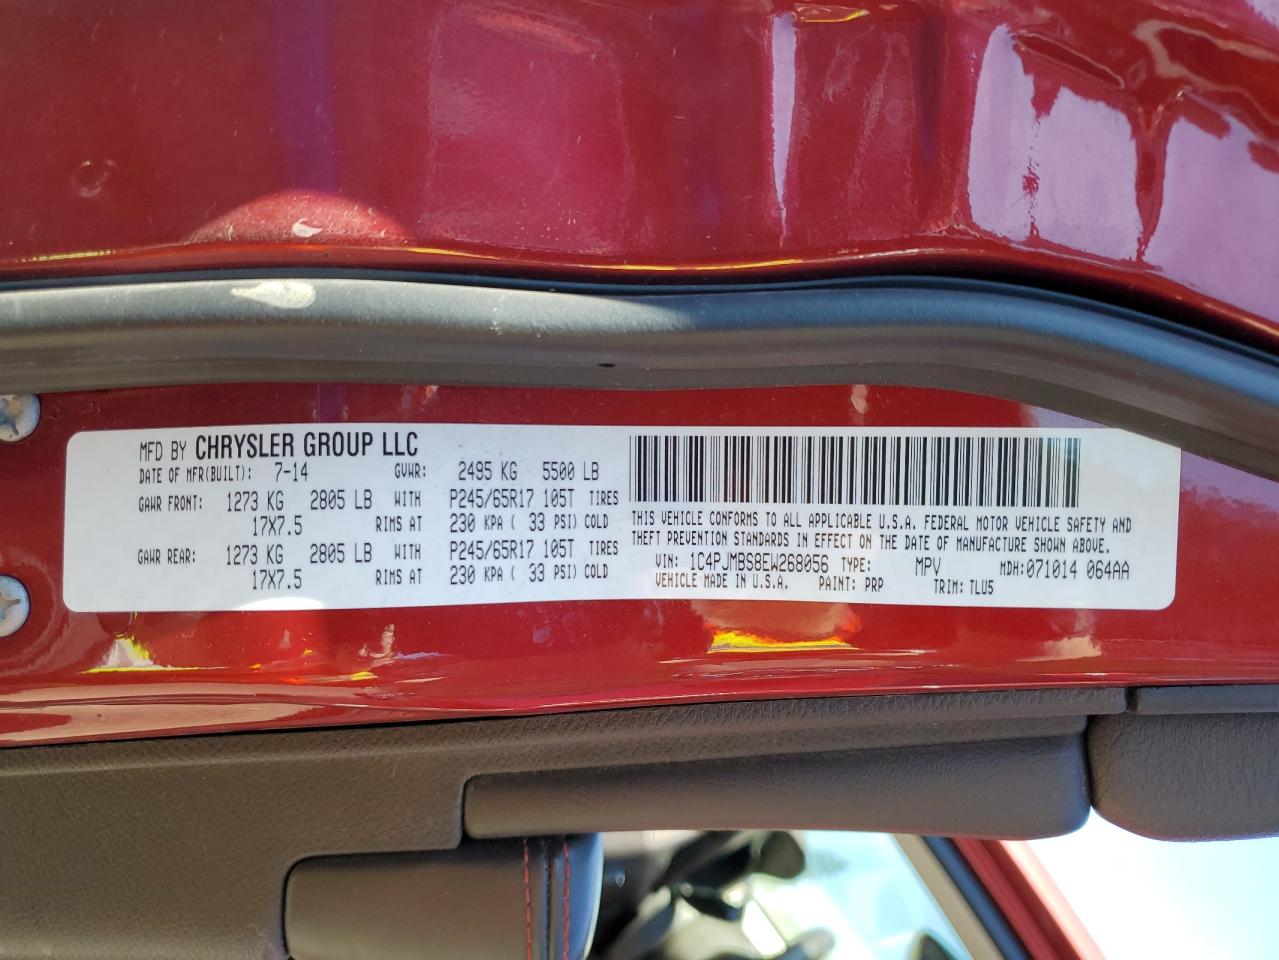 MFD BY CHRYSLER GROUP LLC
DATE OF MFR(BUILT): 7-14 GVWR: 2495 KG 5500 LB
GAWR FRONT: 1273 KG 2805 LB WITH P245/65R17 105T TIRES
17X7.5 RIMS AT 230 KPA ( 33 PSI) COLD
GAWR REAR: 1273 KG 2805 LB WITH P245/65R17 105T TIRES
17X7.5 RIMS AT 230 KPA ( 33 PSI) COLD
THIS VEHICLE CONFORMS TO ALL APPLICABLE U.S.A. FEDERAL MOTOR VEHICLE SAFETY AND
THEFT PREVENTION STANDARDS IN EFFECT ON THE DATE OF MANUFACTURE SHOWN ABOVE.
VIN: 1C4PJMBS8EW268056 TYPE: MPV MDH: 071014 064AA
VEHICLE MADE IN U.S.A. PAINT: PRP TRIM: TLU5